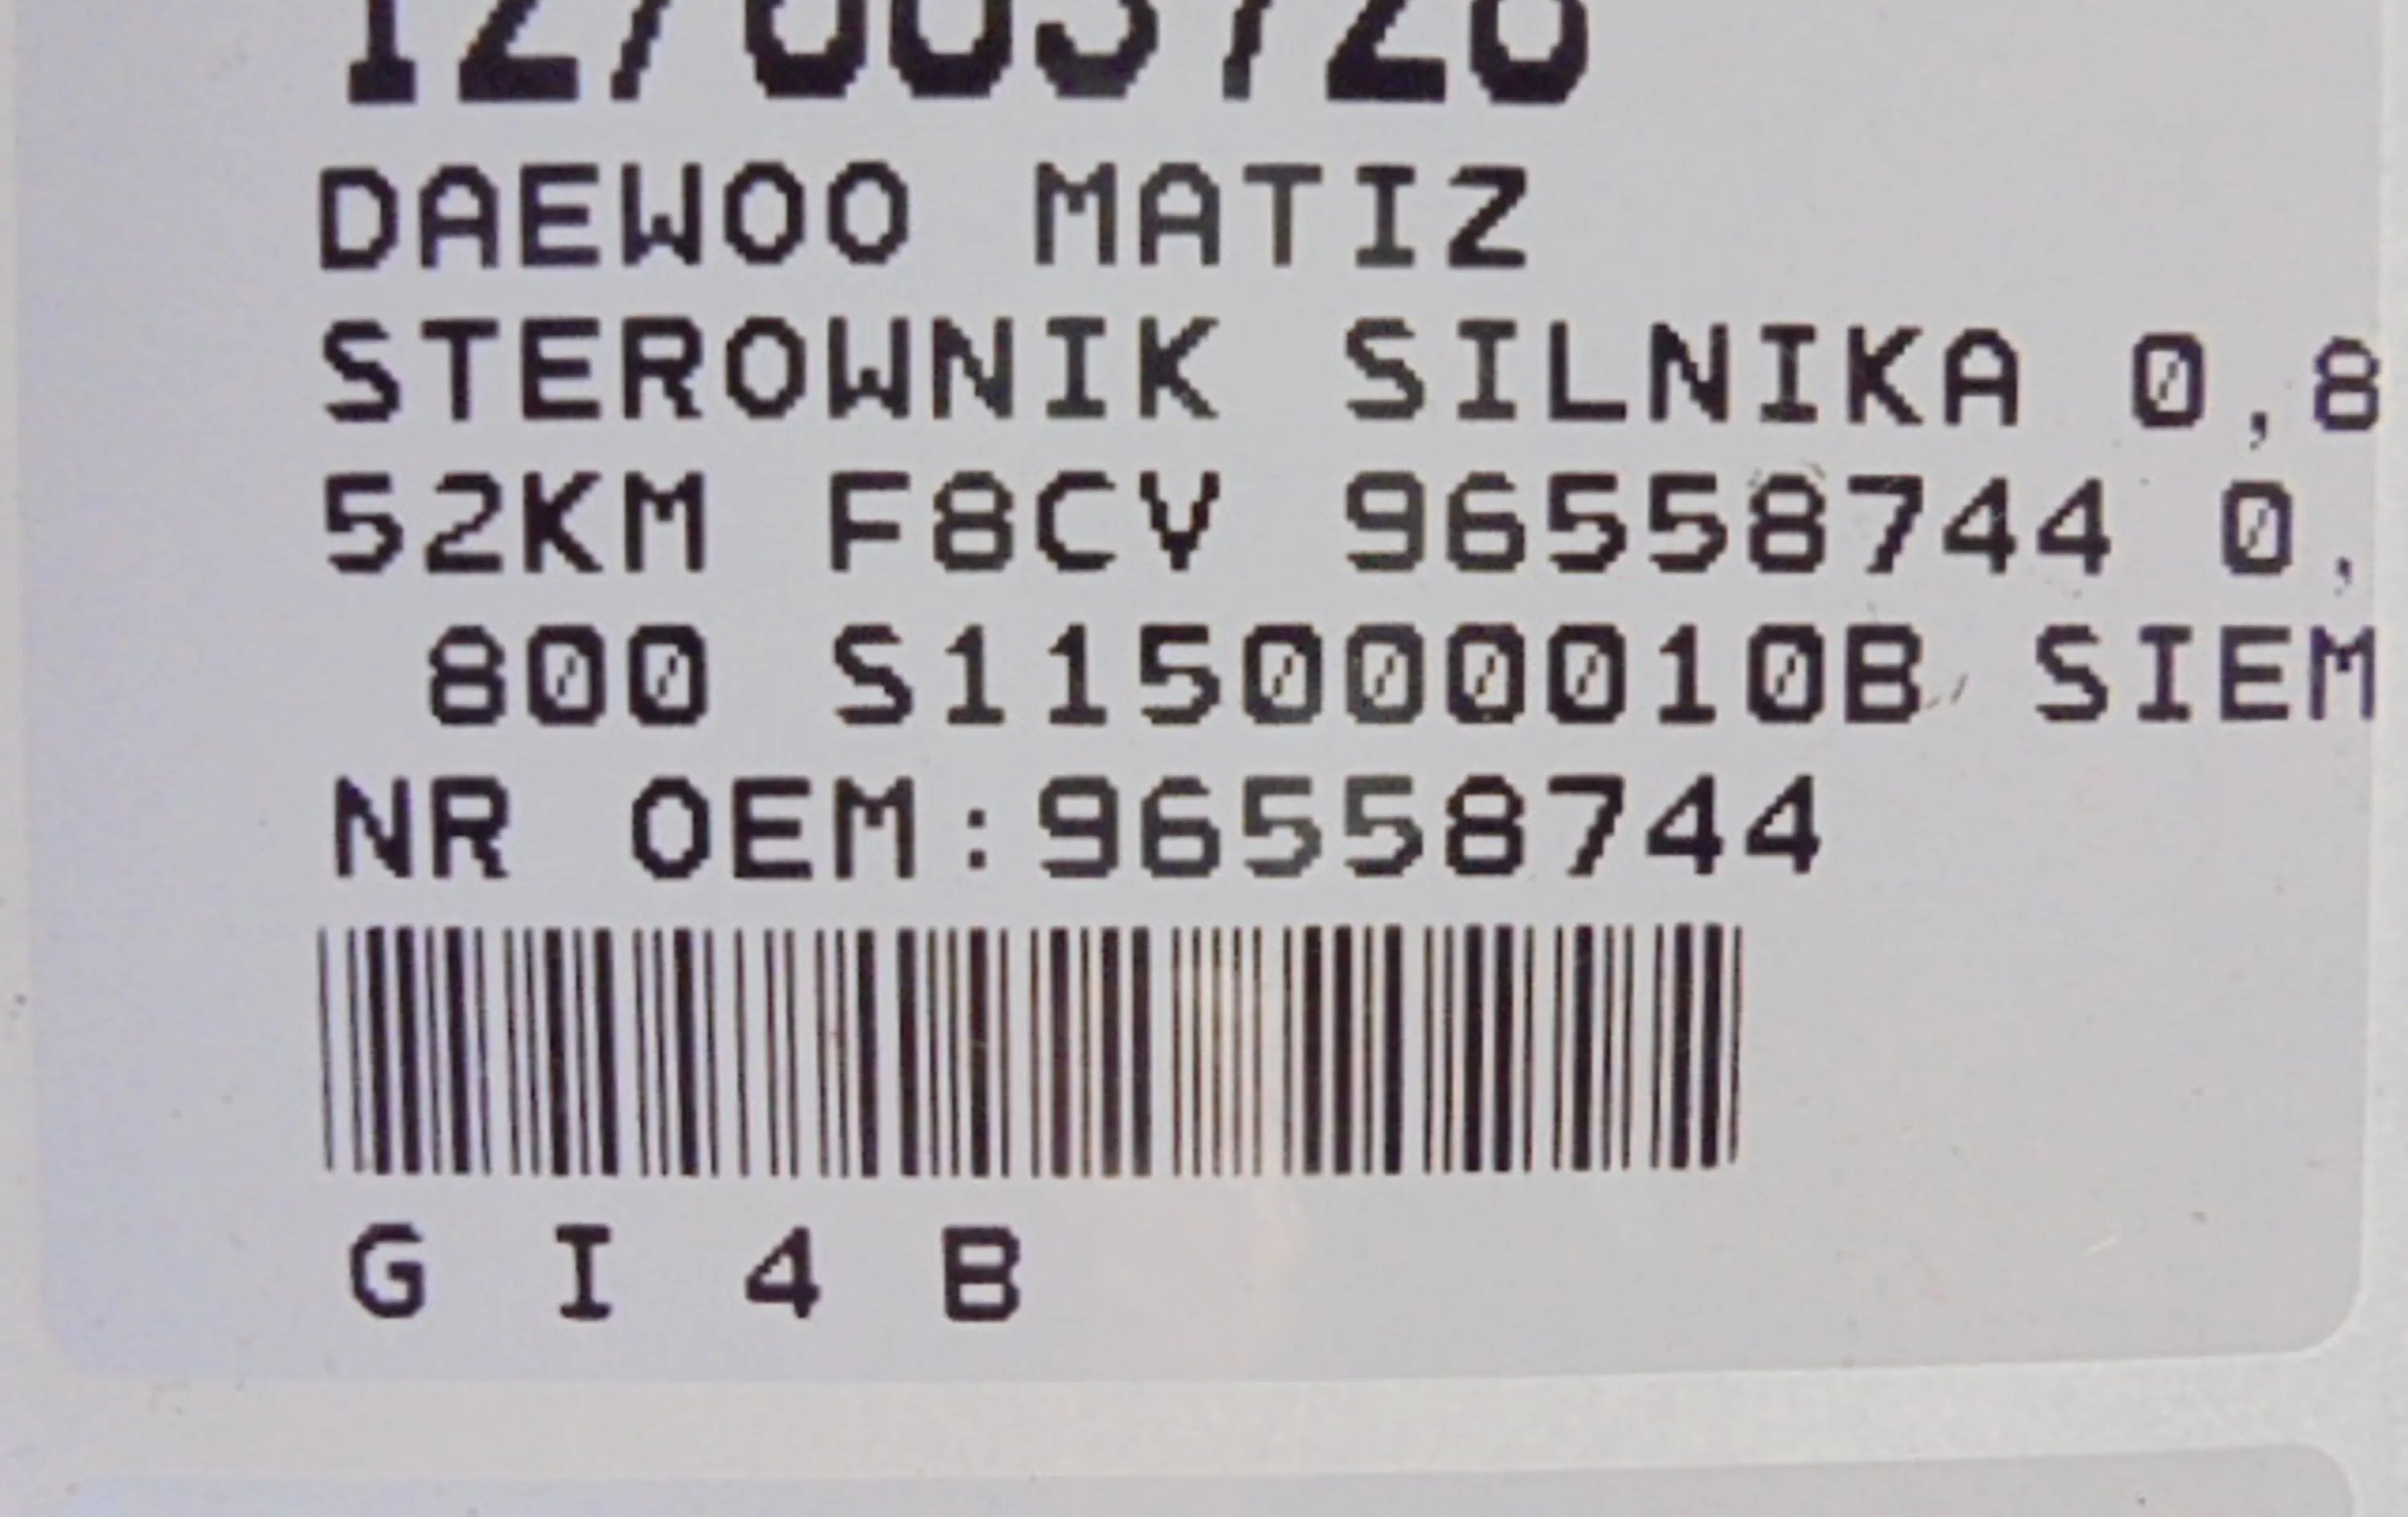 DAEWOO MATIZ
STEROWNIK SILNIKA 0,8
52KM F8CV 96558744 0,
800 S115000010B SIEM
NR OEM:96558744
G I 4 B